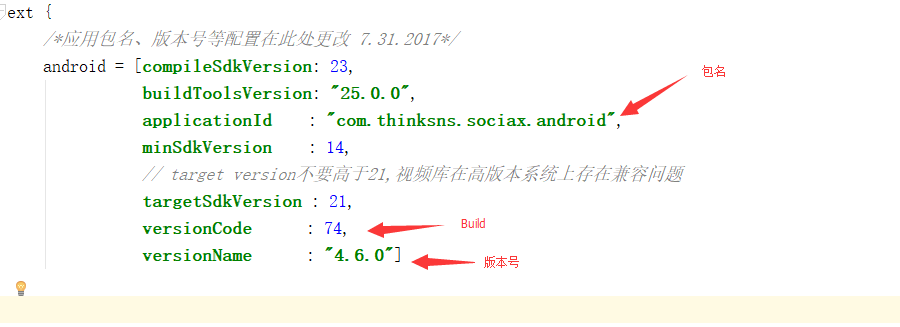 ext {
/*应用包名、版本号等配置在此处更改 7.31.2017*/
android = [compileSdkVersion: 23,
buildToolsVersion: "25.0.0",
包名
applicationId : "com.thinksns.sociax.android",
minSdkVersion : 14,
// target version不要高于21,视频库在高版本系统上存在兼容问题
targetSdkVersion : 21,
versionCode : 74,
Build
versionName : "4.6.0"]
版本号